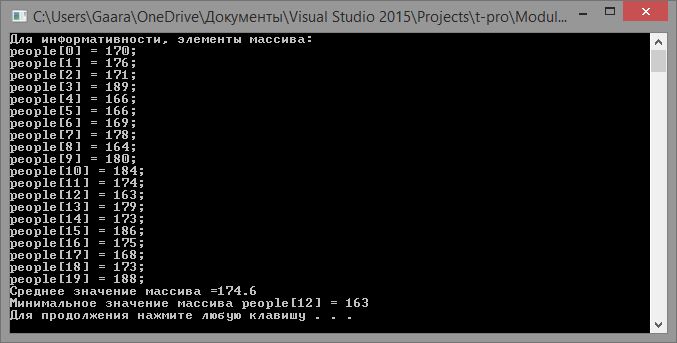 C:\Users\Gaara\OneDrive\Документы\Visual Studio 2015\Projects\t-pro\Modul...
Для информативности, элементы массива:
people[0] = 170;
people[1] = 176;
people[2] = 171;
people[3] = 189;
people[4] = 166;
people[5] = 166;
people[6] = 169;
people[7] = 178;
people[8] = 164;
people[9] = 180;
people[10] = 184;
people[11] = 174;
people[12] = 163;
people[13] = 179;
people[14] = 173;
people[15] = 186;
people[16] = 175;
people[17] = 168;
people[18] = 173;
people[19] = 188;
Среднее значение массива =174.6
Минимальное значение массива people[12] = 163
Для продолжения нажмите любую клавишу . . .